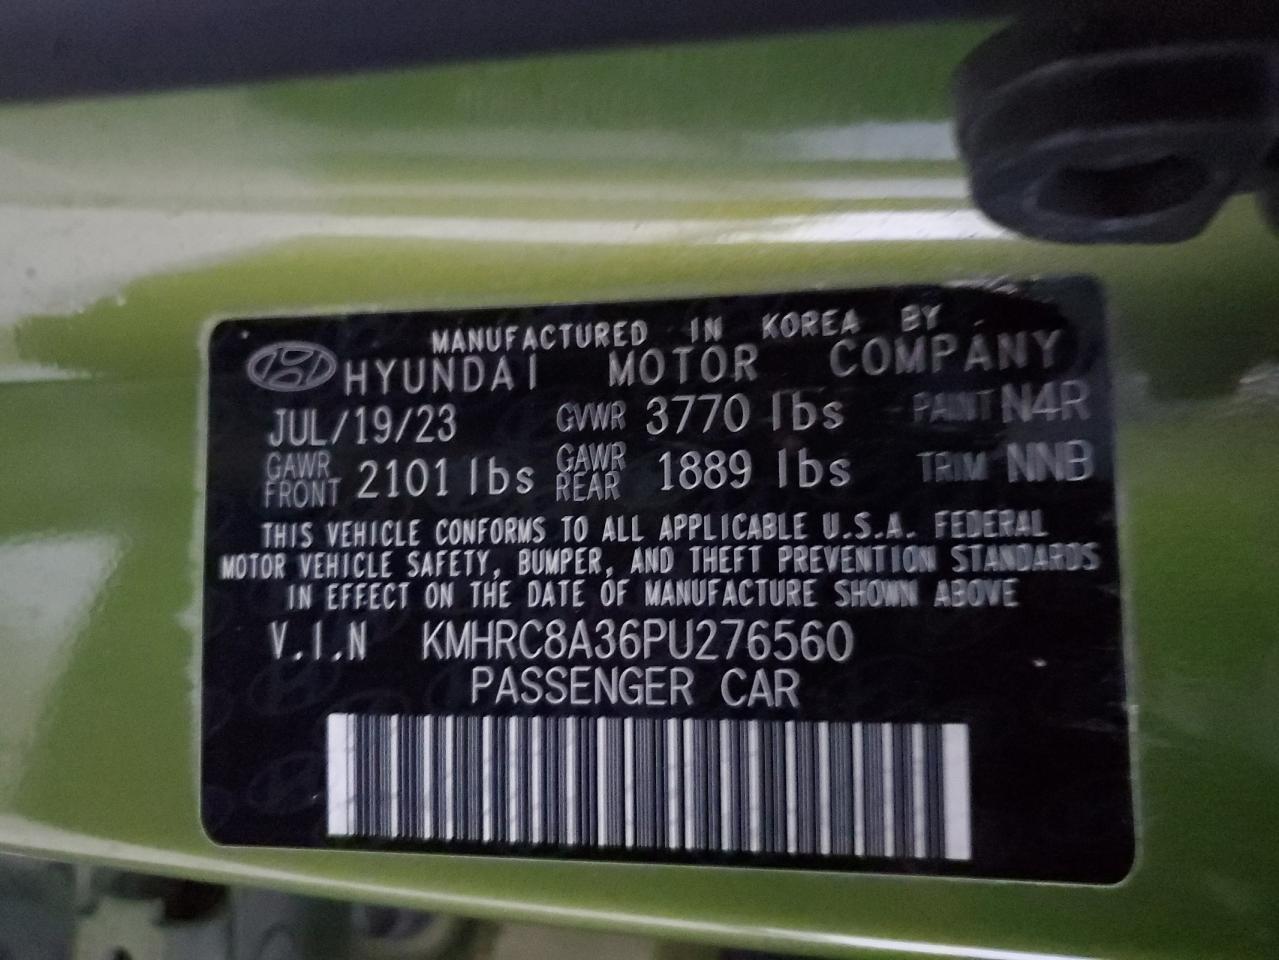 MANUFACTURED IN KOREA BY
HYUNDAI MOTOR COMPANY
JUL/19/23 GVWR 3770 lbs PAINT N4R
GAWR FRONT 2101 lbs GAWR REAR 1889 lbs TRIM NNB
THIS VEHICLE CONFORMS TO ALL APPLICABLE U.S.A. FEDERAL
MOTOR VEHICLE SAFETY, BUMPER, AND THEFT PREVENTION STANDARDS
IN EFFECT ON THE DATE OF MANUFACTURE SHOWN ABOVE
V.I.N KMHRC8A36PU276560
PASSENGER CAR